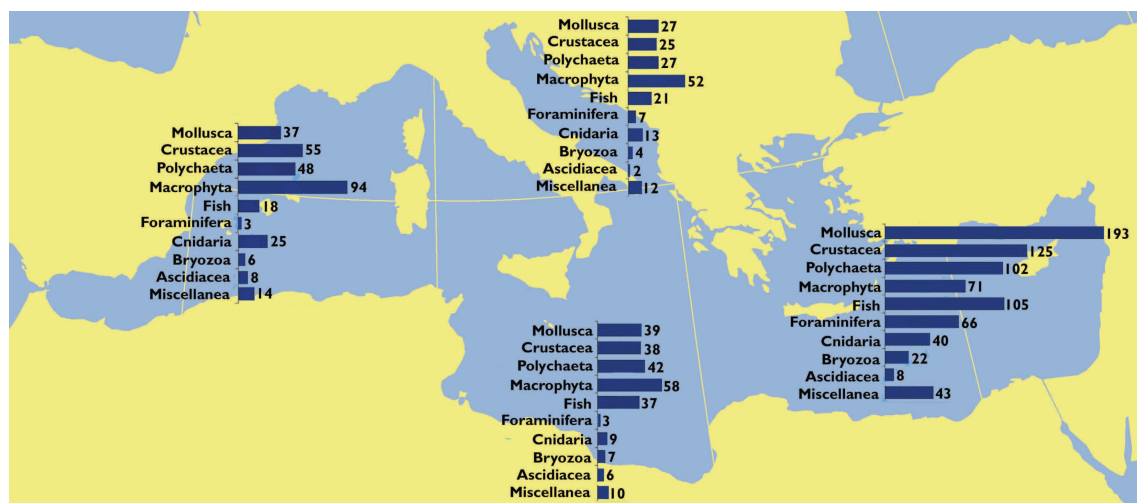 Mollusca 27
Crustacea 25
Polychaeta 27
Macrophyta 52
Fish 21
Foraminifera 7
Cnidaria 13
Bryozoa 4
Ascidiacea 2
Miscellanea 12
Mollusca 37
Crustacea 55
Polychaeta 48
Macrophyta 94
Fish 18
Foraminifera 3
Cnidaria 25
Bryozoa 6
Ascidiacea 8
Miscellanea 14
Mollusca 193
Crustacea 125
Polychaeta 102
Macrophyta 71
Fish 105
Foraminifera 66
Cnidaria 40
Bryozoa 22
Ascidiacea 8
Miscellanea 43
Mollusca 39
Crustacea 38
Polychaeta 42
Macrophyta 58
Fish 37
Foraminifera 3
Cnidaria 9
Bryozoa 7
Ascidiacea 6
Miscellanea 10